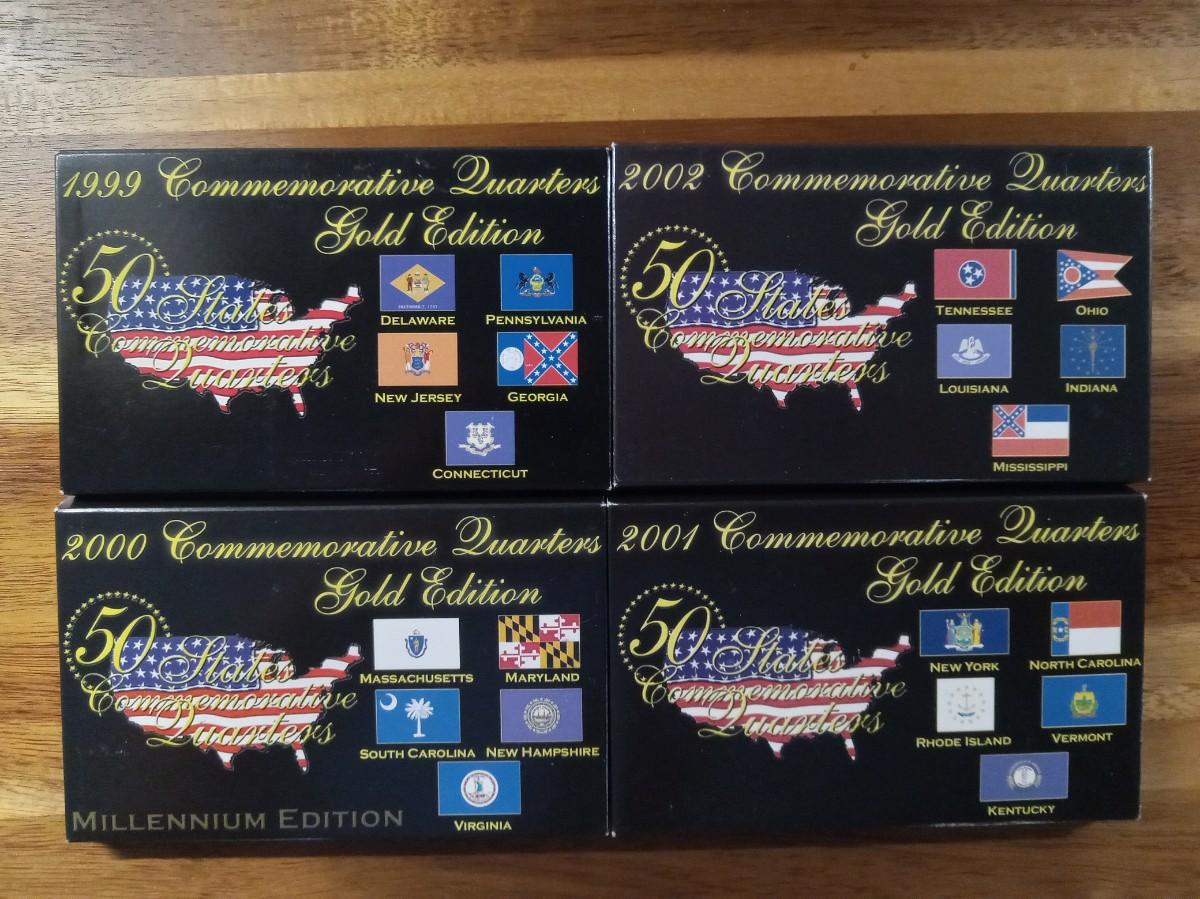 1999 Commemorative Quarters
Gold Edition
50
States
Commemorative
Quarters
DELAWARE
PENNSYLVANIA
NEW JERSEY
GEORGIA
CONNECTICUT
2002 Commemorative Quarters
Gold Edition
50
States
Commemorative
Quarters
TENNESSEE
OHIO
LOUISIANA
INDIANA
MISSISSIPPI
2000 Commemorative Quarters
Gold Edition
50
States
Commemorative
Quarters
MASSACHUSETTS
MARYLAND
SOUTH CAROLINA
NEW HAMPSHIRE
VIRGINIA
MILLENNIUM EDITION
2001 Commemorative Quarters
Gold Edition
50
States
Commemorative
Quarters
NEW YORK
NORTH CAROLINA
RHODE ISLAND
VERMONT
KENTUCKY